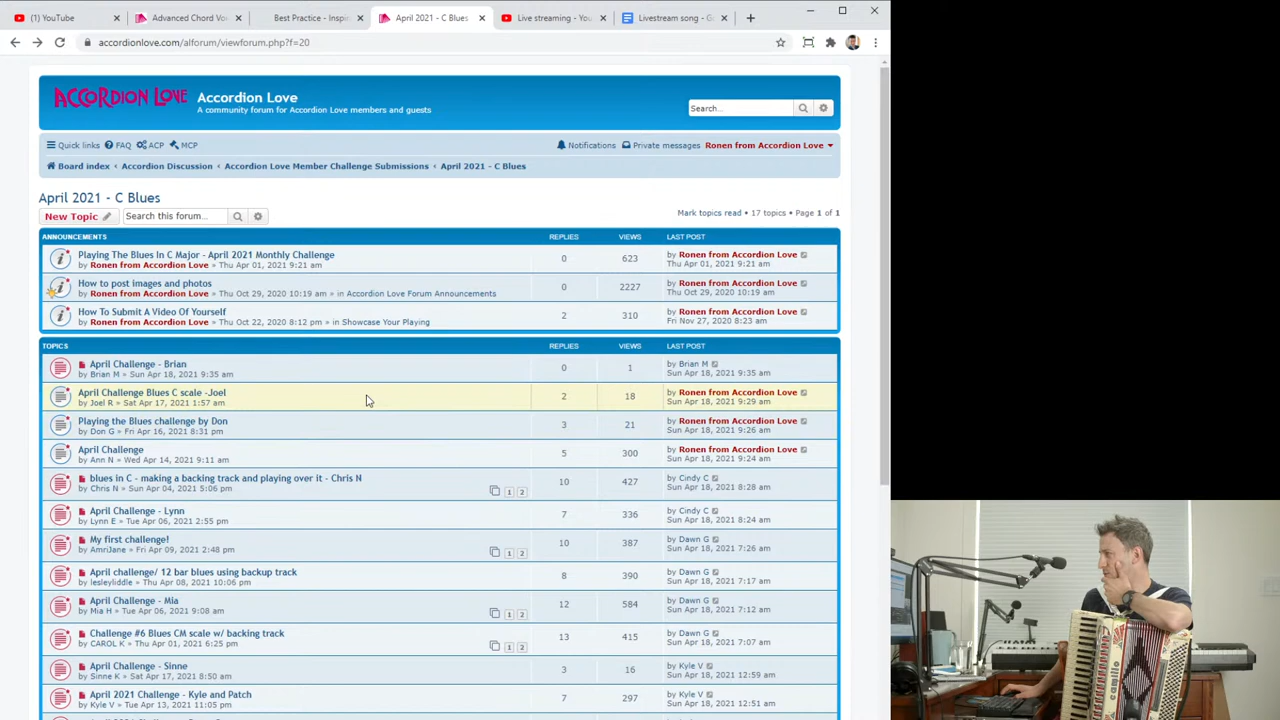 (1) YouTube
Advanced Chord Vo
Best Practice - Inspir
April 2021 - C Blues
Live streaming - You
Livestream song - Go
accordionlove.com/alforum/viewforum.php?f=20
ACCORDION LOVE
Accordion Love
A community forum for Accordion Love members and guests
Search...
Quick links FAQ ACP MCP
Notifications Private messages Ronen from Accordion Love
Board index ‹ Accordion Discussion ‹ Accordion Love Member Challenge Submissions ‹ April 2021 - C Blues
April 2021 - C Blues
New Topic Search this forum...
Mark topics read • 17 topics • Page 1 of 1
ANNOUNCEMENTS REPLIES VIEWS LAST POST
Playing The Blues In C Major - April 2021 Monthly Challenge 0 623 by Ronen from Accordion Love
by Ronen from Accordion Love » Thu Apr 01, 2021 9:21 am Thu Apr 01, 2021 9:21 am
How to post images and photos 0 2227 by Ronen from Accordion Love
by Ronen from Accordion Love » Thu Oct 29, 2020 10:19 am » in Accordion Love Forum Announcements Thu Oct 29, 2020 10:19 am
How To Submit A Video Of Yourself 2 310 by Ronen from Accordion Love
by Ronen from Accordion Love » Thu Oct 22, 2020 8:12 pm » in Showcase Your Playing Fri Nov 27, 2020 8:23 am
TOPICS REPLIES VIEWS LAST POST
April Challenge - Brian 0 1 by Brian M
by Brian M » Sun Apr 18, 2021 9:35 am Sun Apr 18, 2021 9:35 am
April Challenge Blues C scale -Joel 2 18 by Ronen from Accordion Love
by Joel R » Sat Apr 17, 2021 1:57 am Sun Apr 18, 2021 9:29 am
Playing the Blues challenge by Don 3 21 by Ronen from Accordion Love
by Don G » Fri Apr 16, 2021 8:31 pm Sun Apr 18, 2021 9:26 am
April Challenge 5 300 by Ronen from Accordion Love
by Ann N » Wed Apr 14, 2021 9:11 am Sun Apr 18, 2021 9:24 am
blues in C - making a backing track and playing over it - Chris N 10 427 by Cindy C
by Chris N » Sun Apr 04, 2021 5:06 pm 1 2 Sun Apr 18, 2021 8:28 am
April Challenge - Lynn 7 336 by Cindy C
by Lynn E » Tue Apr 06, 2021 2:55 pm Sun Apr 18, 2021 8:24 am
My first challenge! 10 387 by Dawn G
by AmriJane » Fri Apr 09, 2021 2:48 pm 1 2 Sun Apr 18, 2021 7:26 am
April challenge/ 12 bar blues using backup track 8 390 by Dawn G
by lesleyliddle » Thu Apr 08, 2021 10:06 pm Sun Apr 18, 2021 7:17 am
April Challenge - Mia 12 584 by Dawn G
by Mia H » Tue Apr 06, 2021 9:08 am 1 2 Sun Apr 18, 2021 7:12 am
Challenge #6 Blues CM scale w/ backing track 13 415 by Dawn G
by CAROL K » Thu Apr 01, 2021 6:25 pm 1 2 Sun Apr 18, 2021 7:07 am
April Challenge - Sinne 3 16 by Kyle V
by Sinne K » Sat Apr 17, 2021 8:50 am Sun Apr 18, 2021 12:59 am
April 2021 Challenge - Kyle and Patch 7 297 by Kyle V
by Kyle V » Tue Apr 13, 2021 11:05 pm Sun Apr 18, 2021 12:51 am
camillo